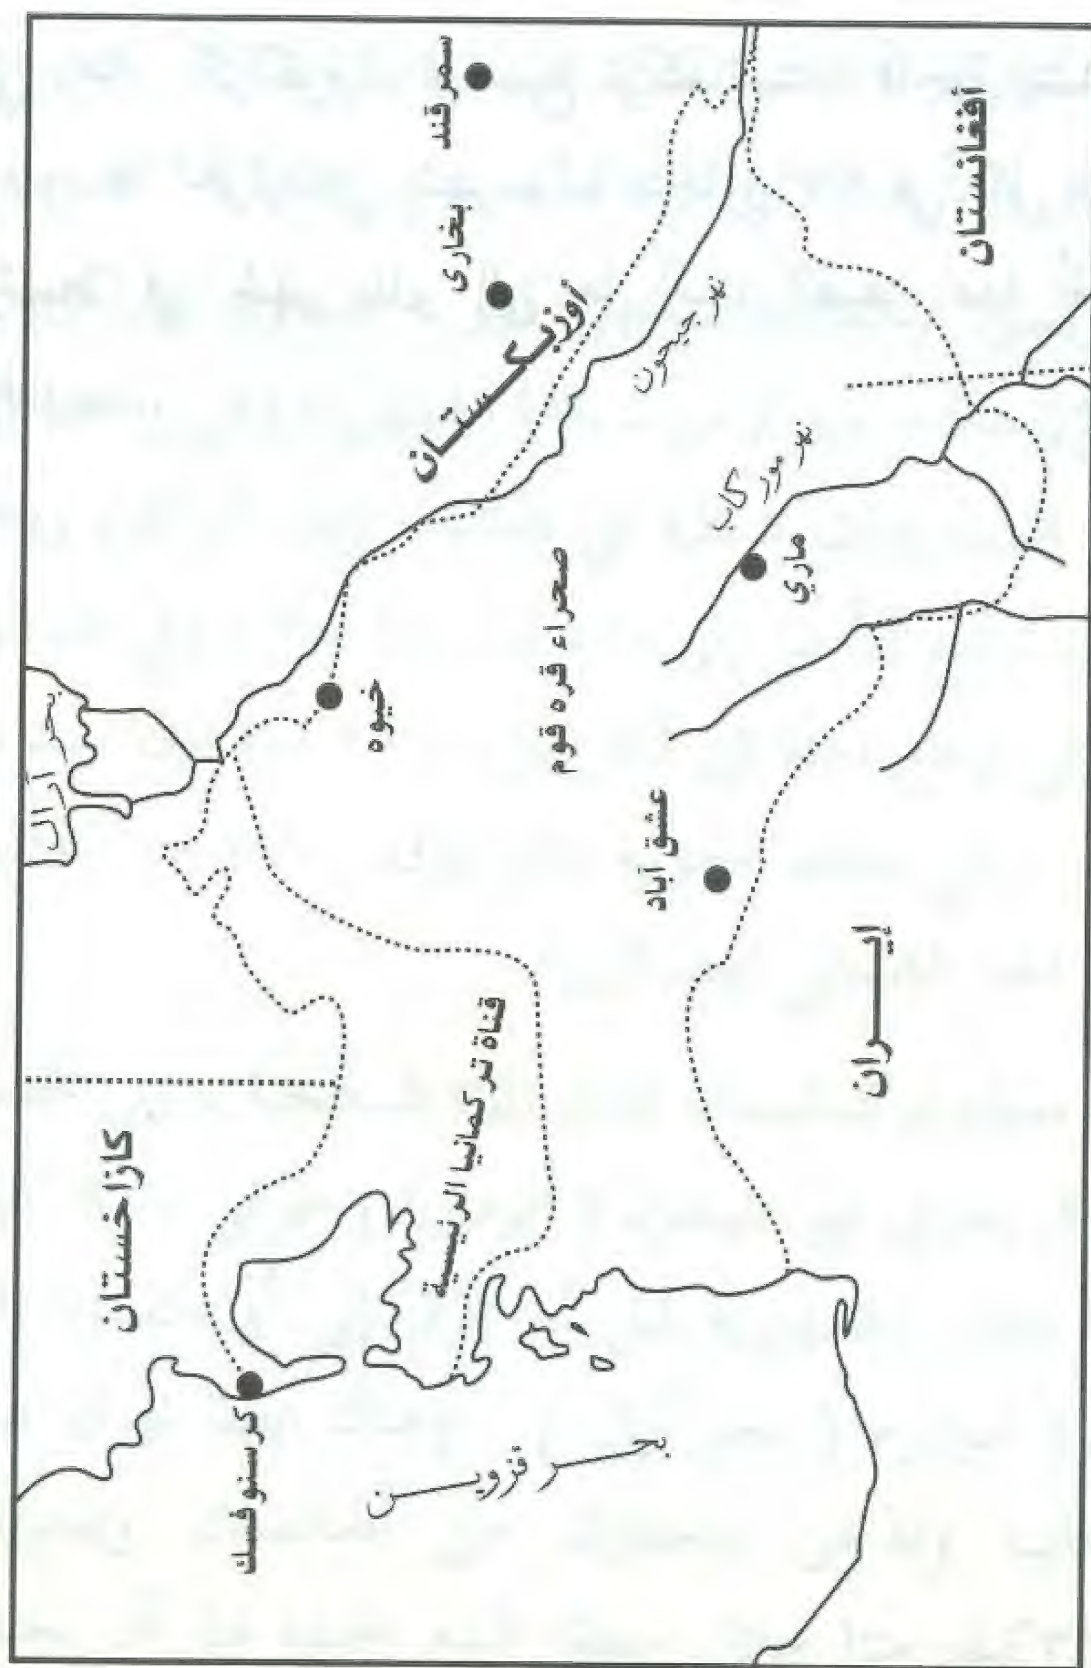 بحر آرال
سمرقند
بخارى
أوزبكستان
كازاخستان
خيوه
نهر جيحون
أفغانستان
صحراء قره قوم
نهر موركاب
ماري
عشق آباد
قناة تركمانيا الرئيسية
كرسنوفسك
بحر قزوين
إيران